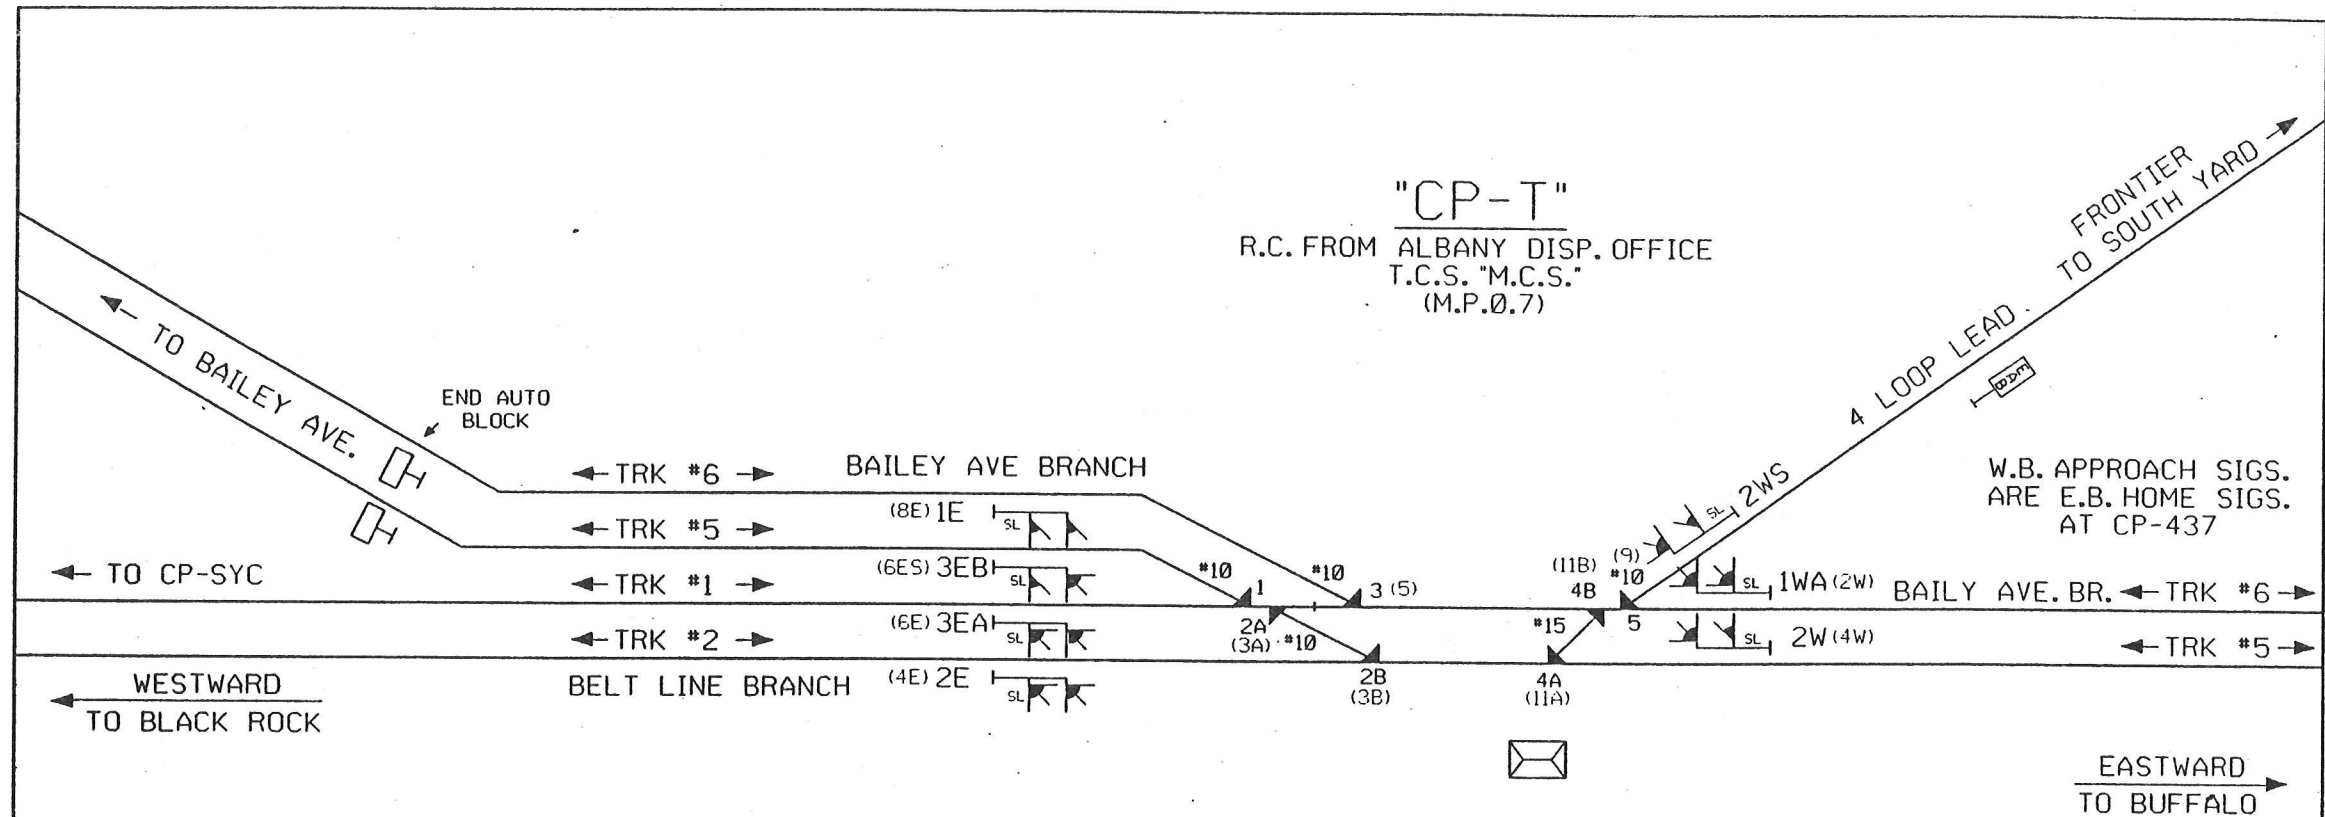 "CP-T"
R.C. FROM ALBANY DISP. OFFICE
T.C.S. "M.C.S."
(M.P.0.7)
FRONTIER
TO SOUTH YARD
4 LOOP LEAD
EAB
TO BAILEY AVE.
END AUTO
BLOCK
TRK #6
BAILEY AVE BRANCH
W.B. APPROACH SIGS.
ARE E.B. HOME SIGS.
AT CP-437
(8E) 1E
SL
TRK #5
SL 2WS
TO CP-SYC
TRK #1
(6ES) 3EB
SL
#10 1
#10 3 (5)
(11B) (9)
4B #10
SL 1WA (2W)
BAILY AVE. BR. TRK #6
TRK #2
(6E) 3EA
SL
2A
(3A) #10
#15
5
SL 2W (4W)
TRK #5
WESTWARD
TO BLACK ROCK
BELT LINE BRANCH
(4E) 2E
SL
2B
(3B)
4A
(11A)
EASTWARD
TO BUFFALO